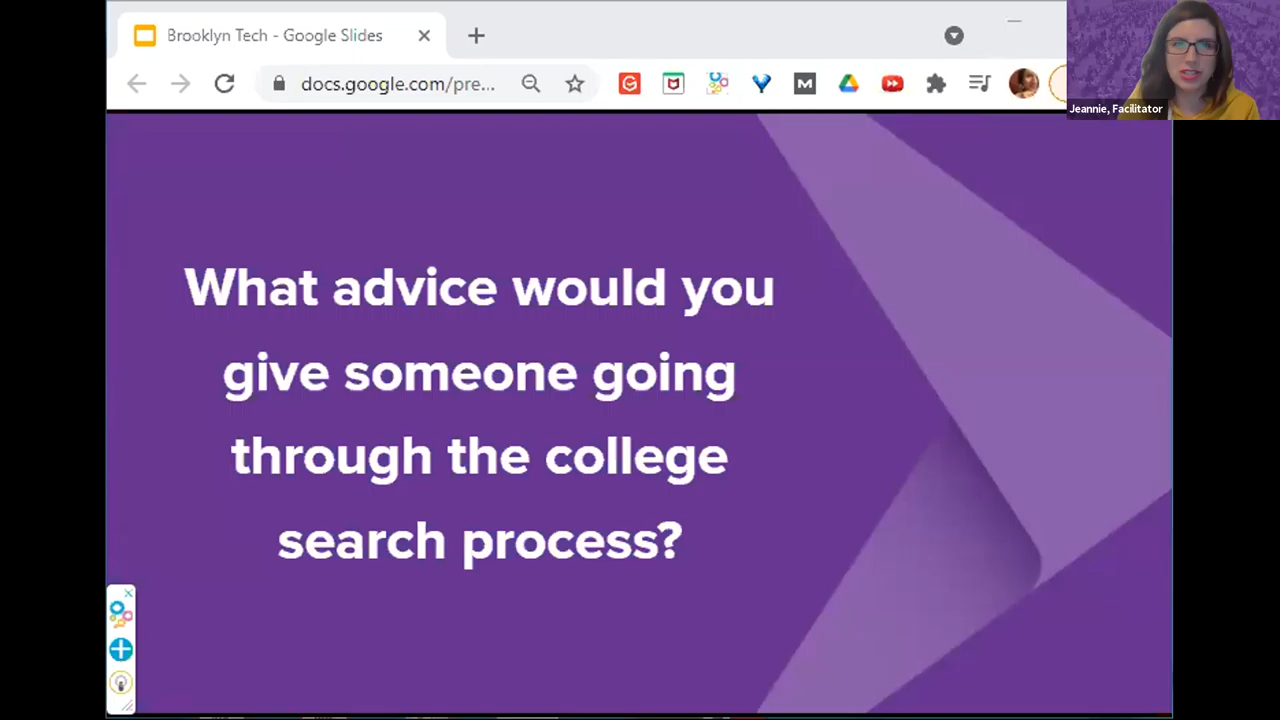 Brooklyn Tech - Google Slides
docs.google.com/pre...
Jeannie, Facilitator
What advice would you
give someone going
through the college
search process?